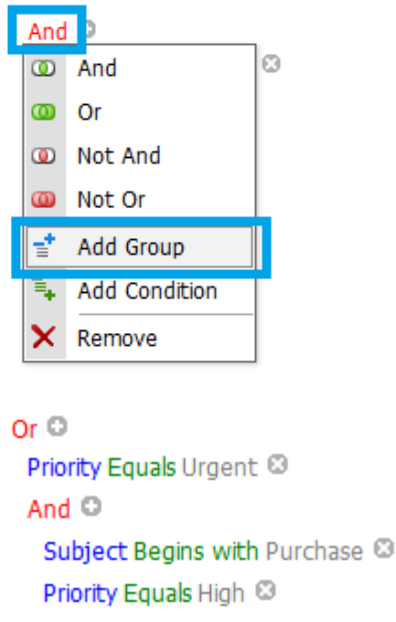 And
And
Or
Not And
Not Or
Add Group
Add Condition
Remove
Or
Priority Equals Urgent
And
Subject Begins with Purchase
Priority Equals High